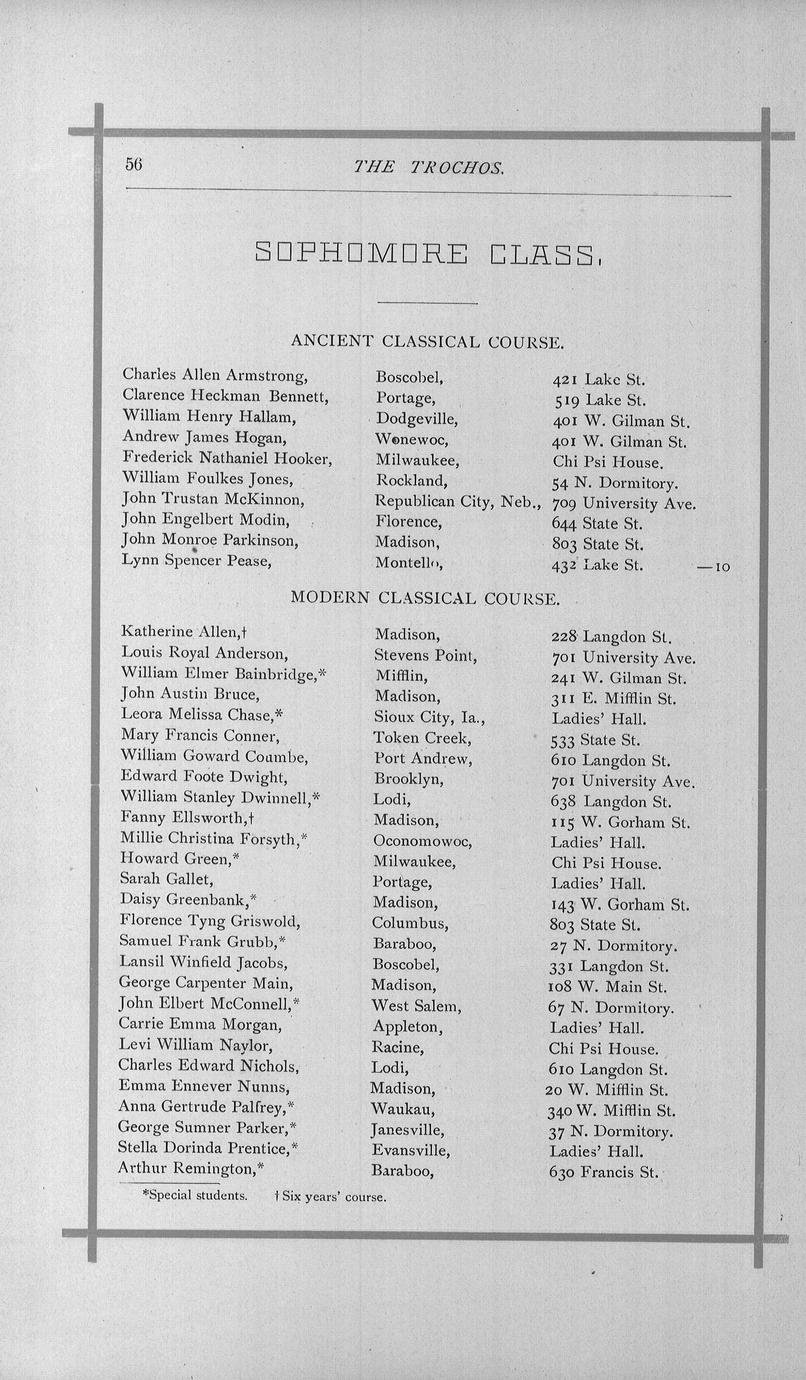 56 THE TROCHOS.
SOPHOMORE CLASS,
ANCIENT CLASSICAL COURSE.
Charles Allen Armstrong, Boscobel, 421 Lake St.
Clarence Heckman Bennett, Portage, 519 Lake St.
William Henry Hallam, Dodgeville, 401 W. Gilman St.
Andrew James Hogan, Wonewoc, 401 W. Gilman St.
Frederick Nathaniel Hooker, Milwaukee, Chi Psi House.
William Foulkes Jones, Rockland, 54 N. Dormitory.
John Trustan McKinnon, Republican City, Neb., 709 University Ave.
John Engelbert Modin, Florence, 644 State St.
John Monroe Parkinson, Madison, 803 State St.
Lynn Spencer Pease, Montello, 432 Lake St. —10
MODERN CLASSICAL COURSE.
Katherine Allen,† Madison, 228 Langdon St.
Louis Royal Anderson, Stevens Point, 701 University Ave.
William Elmer Bainbridge,* Mifflin, 241 W. Gilman St.
John Austin Bruce, Madison, 311 E. Mifflin St.
Leora Melissa Chase,* Sioux City, Ia., Ladies' Hall.
Mary Francis Conner, Token Creek, 533 State St.
William Goward Coumbe, Port Andrew, 610 Langdon St.
Edward Foote Dwight, Brooklyn, 701 University Ave.
William Stanley Dwinnell,* Lodi, 638 Langdon St.
Fanny Ellsworth,† Madison, 115 W. Gorham St.
Millie Christina Forsyth,* Oconomowoc, Ladies' Hall.
Howard Green,* Milwaukee, Chi Psi House.
Sarah Gallet, Portage, Ladies' Hall.
Daisy Greenbank,* Madison, 143 W. Gorham St.
Florence Tyng Griswold, Columbus, 803 State St.
Samuel Frank Grubb,* Baraboo, 27 N. Dormitory.
Lansil Winfield Jacobs, Boscobel, 331 Langdon St.
George Carpenter Main, Madison, 108 W. Main St.
John Elbert McConnell,* West Salem, 67 N. Dormitory.
Carrie Emma Morgan, Appleton, Ladies' Hall.
Levi William Naylor, Racine, Chi Psi House.
Charles Edward Nichols, Lodi, 610 Langdon St.
Emma Ennever Nunns, Madison, 20 W. Mifflin St.
Anna Gertrude Palfrey,* Waukau, 340 W. Mifflin St.
George Sumner Parker,* Janesville, 37 N. Dormitory.
Stella Dorinda Prentice,* Evansville, Ladies' Hall.
Arthur Remington,* Baraboo, 630 Francis St.
*Special students. † Six years' course.